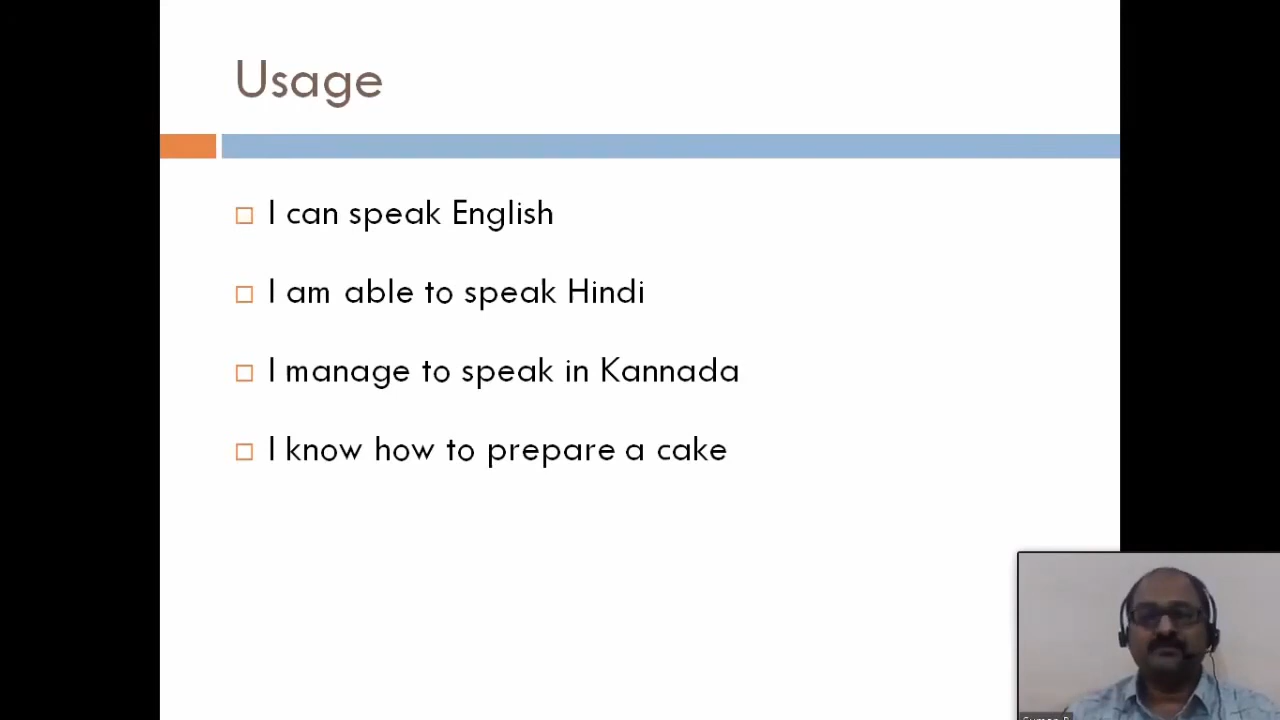 Usage
I can speak English
I am able to speak Hindi
I manage to speak in Kannada
I know how to prepare a cake